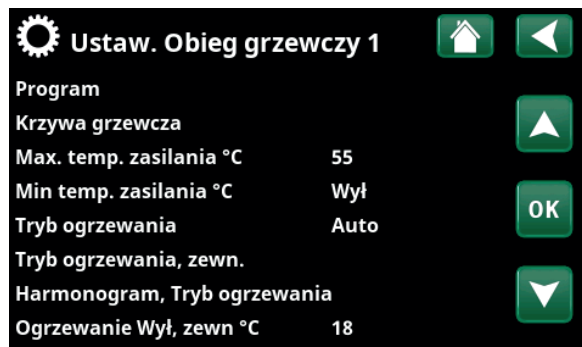 Ustaw. Obieg grzewczy 1
Program
Krzywa grzewcza
Max. temp. zasilania °C 55
Min temp. zasilania °C Wył
Tryb ogrzewania Auto
OK
Tryb ogrzewania, zewn.
Harmonogram, Tryb ogrzewania
Ogrzewanie Wył, zewn °C 18